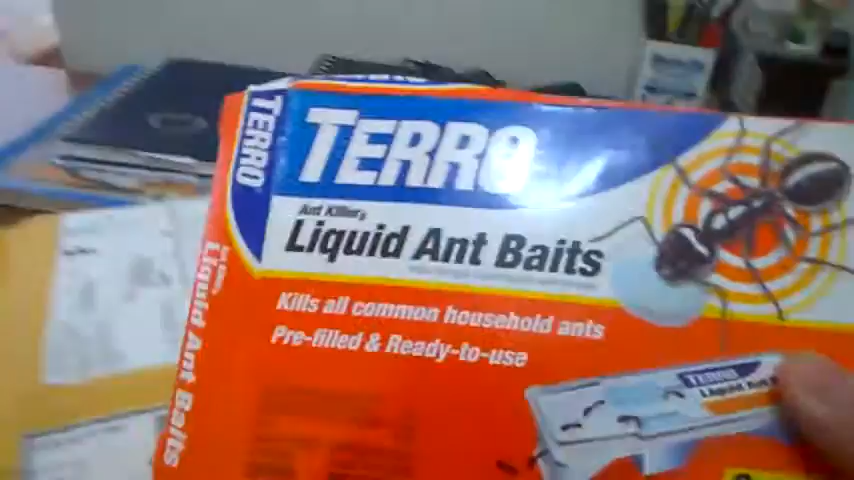 TERRO
TERRO
Ant Killer
Liquid Ant Baits
Kills all common household ants
Pre-filled & Ready-to-use
Liquid Ant Baits
TERRO
Liquid Ant